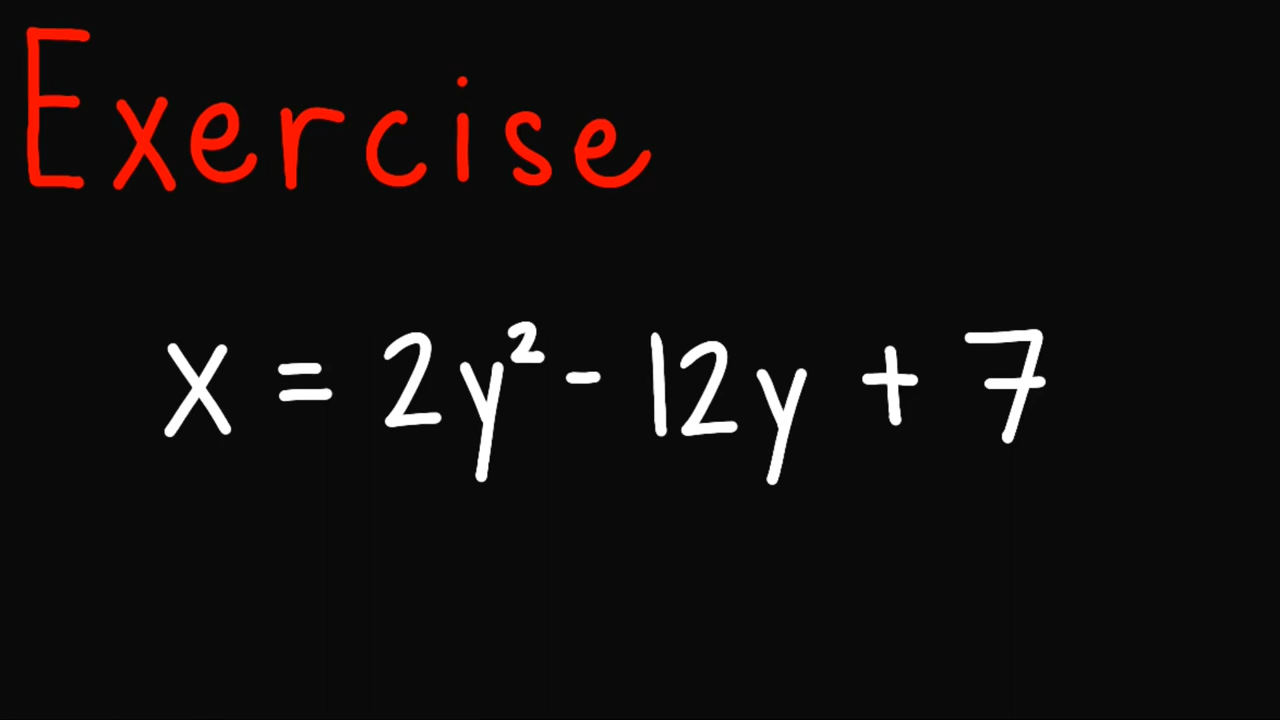 Exercise
x = 2y² - 12y + 7